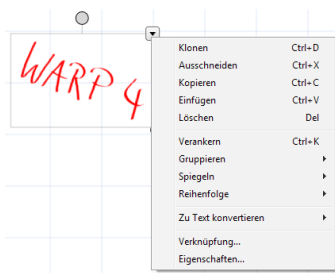 WARP 4
Klonen Ctrl+D
Ausschneiden Ctrl+X
Kopieren Ctrl+C
Einfügen Ctrl+V
Löschen Del
Verankern Ctrl+K
Gruppieren
Spiegeln
Reihenfolge
Zu Text konvertieren
Verknüpfung...
Eigenschaften...